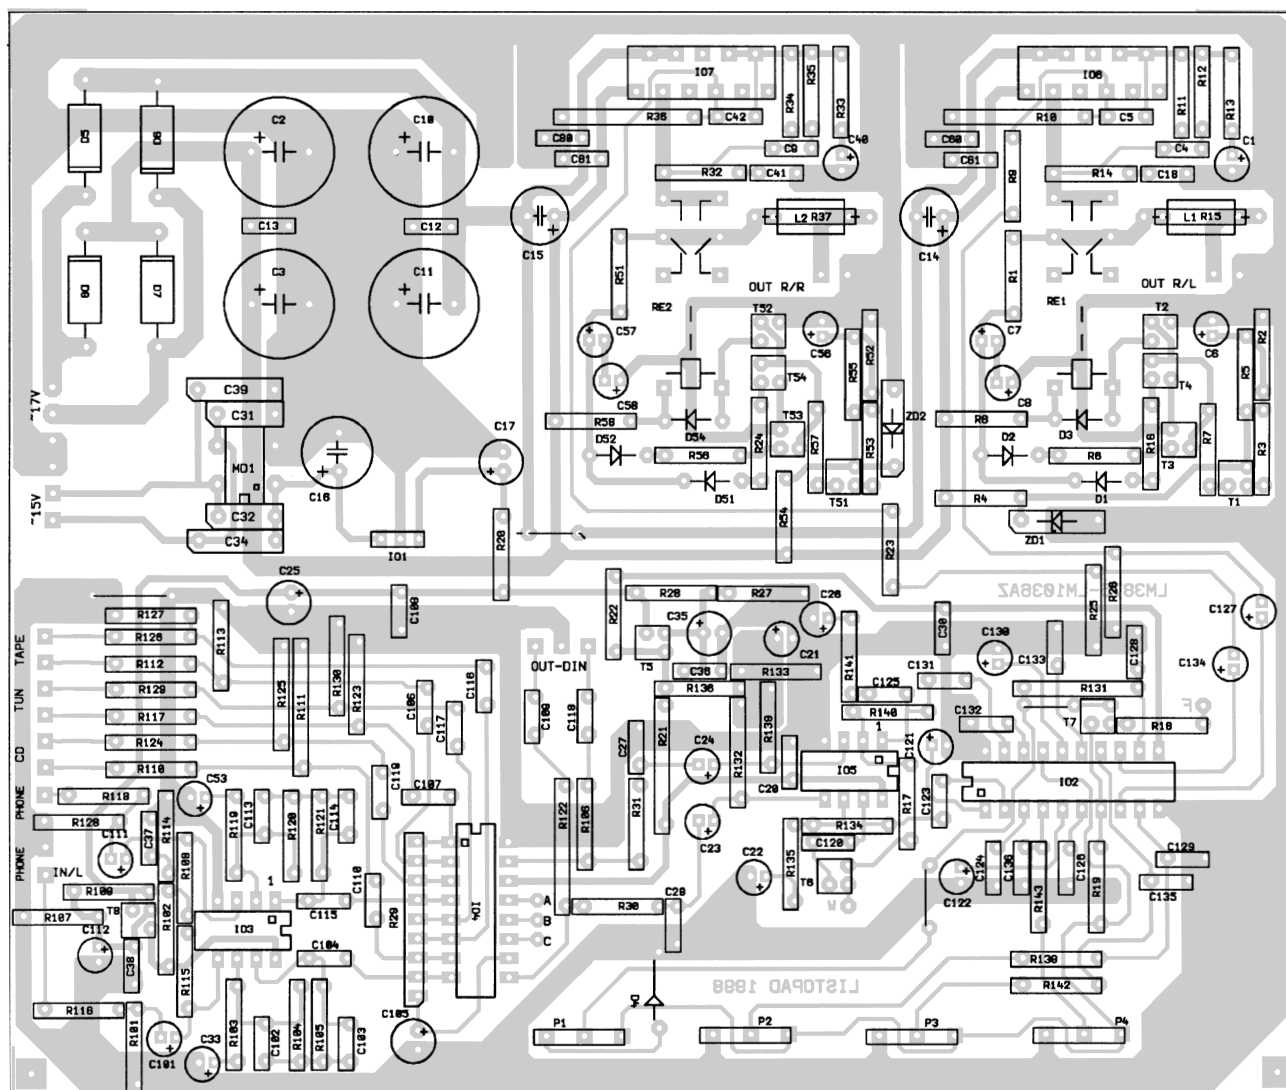 IO7
R34
R35
R33
IO6
R11
R12
R13
D5
D6
C2
C10
R36
C42
C40
R10
C5
C1
C80
C81
C9
C60
C61
C4
R32
C41
R9
R14
C18
C13
C12
C15
L2 R37
C14
L1 R15
D8
D7
C3
C11
R51
OUT R/R
R1
OUT R/L
RE2
T52
RE1
T2
C57
C56
R52
C7
C6
R2
R55
R5
T54
T4
C58
C8
~17V
C39
C31
C17
R58
D54
T53
ZD2
R8
D3
R16
R7
R3
D52
R24
R57
R53
D2
T3
MO1
R56
R6
C16
D51
T51
D1
T1
~15V
R4
C32
R54
C34
IO1
R20
R23
ZD1
C25
C108
R22
R28
R27
C26
R25
R26
LM3886-LM1036AZ
C127
R127
R126
R113
R112
TAPE
C35
T5
C21
C30
C130
C133
C128
C134
R130
R123
R125
R111
C116
OUT-DIN
C36
R133
R141
C131
R129
TUN
C106
C117
C109
C118
R136
C125
R131
R117
R21
R139
R140
1
C132
T7
R18
F
R124
CD
C27
C24
R132
C121
R110
C119
C20
IO5
IO2
PHONE
R118
C53
C107
R17
C123
R128
C111
C37
R114
R119
C113
R120
R121
C114
R122
R106
R31
C23
R134
PHONE
R108
IO4
R135
C120
C129
IN/L
C22
T6
C124
C136
C126
R109
1
C110
C122
R143
R19
C135
R107
T8
R102
C115
R29
A
R30
C28
W
C112
IO3
B
C38
C104
C
R138
R115
LISTOPAD 1998
R142
R116
D4
R101
R103
C102
R104
R105
C103
C105
C101
C33
P1
P2
P3
P4